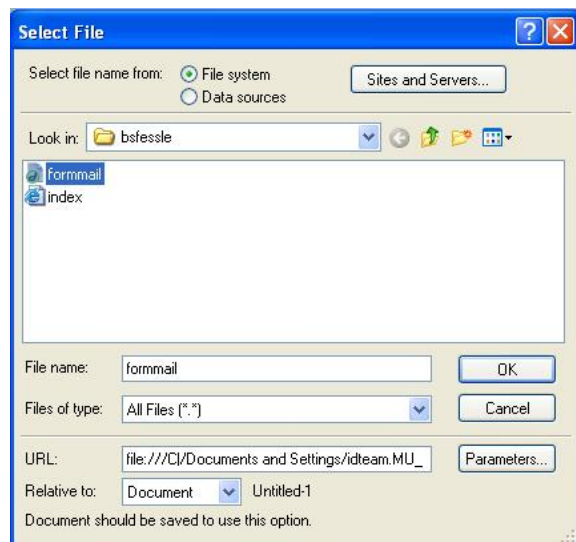 Select File
Select file name from: File system Sites and Servers...
Data sources
Look in: bsfessle
formmail
index
File name: formmail OK
Files of type: All Files (*.*) Cancel
URL: file:///C|/Documents and Settings/idteam.MU_ Parameters...
Relative to: Document Untitled-1
Document should be saved to use this option.